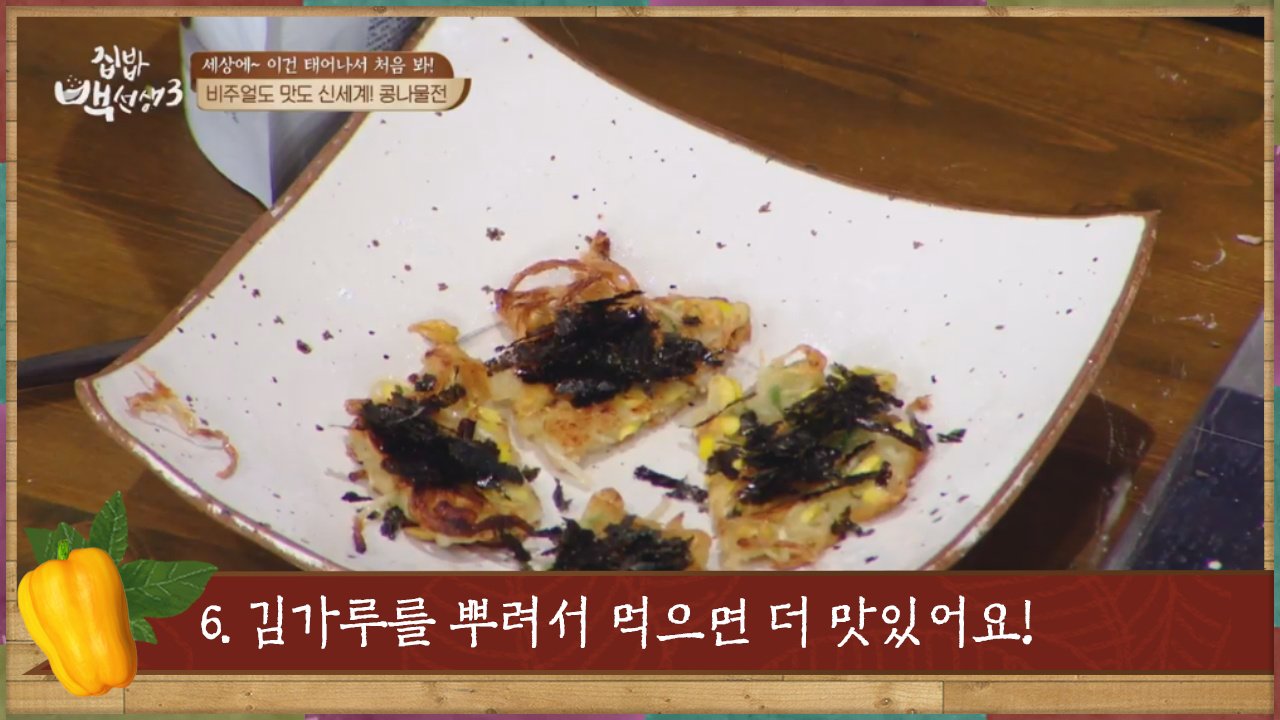 집밥
백선생3
세상에~ 이건 태어나서 처음 봐!
비주얼도 맛도 신세계! 콩나물전
6. 김가루를 뿌려서 먹으면 더 맛있어요!